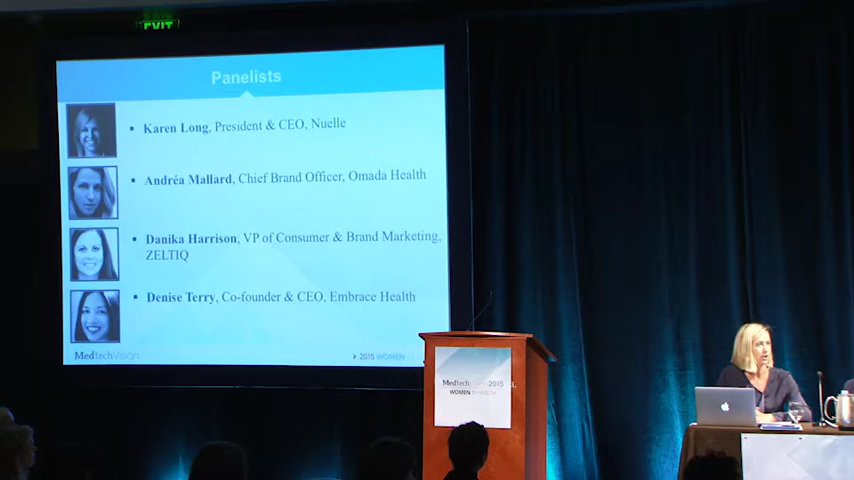 EXIT
Panelists
▪ Karen Long, President & CEO, Nuelle
▪ Andréa Mallard, Chief Brand Officer, Omada Health
▪ Danika Harrison, VP of Consumer & Brand Marketing,
ZELTIQ
▪ Denise Terry, Co-founder & CEO, Embrace Health
MedtechVision
2015 WOMEN
2015
WOMEN IN HEALTH